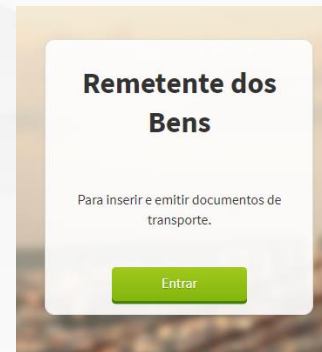 Remetente dos
Bens
Para inserir e emitir documentos de
transporte.
Entrar